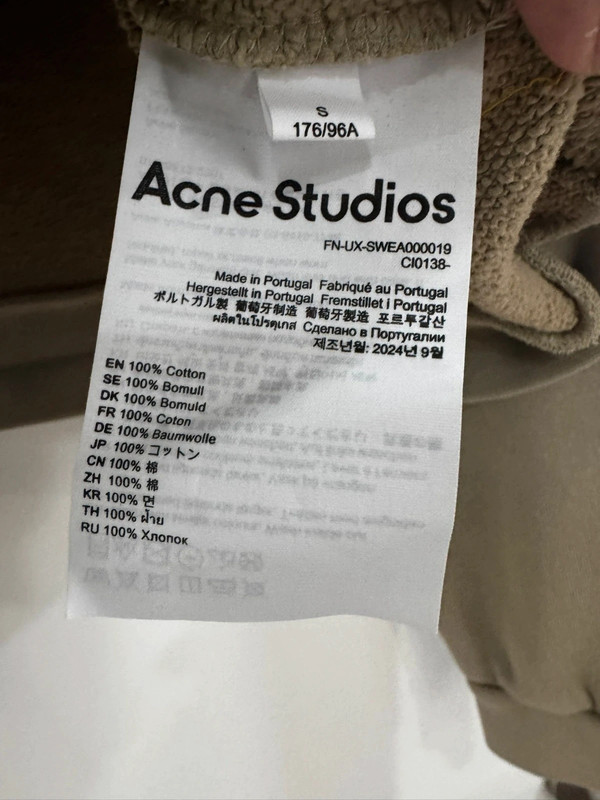 S
176/96A
Acne Studios
FN-UX-SWEA000019
CI0138-
Made in Portugal Fabriqué au Portugal
Hergestellt in Portugal Fremstillet i Portugal
ポルトガル製 葡萄牙制造 葡萄牙製造 포르투갈산
ผลิตในโปรตุเกส Сделано в Португалии
제조년월: 2024년 9월
EN 100% Cotton
SE 100% Bomull
DK 100% Bomuld
FR 100% Coton
DE 100% Baumwolle
JP 100% コットン
CN 100% 棉
ZH 100% 棉
KR 100% 면
TH 100% ฝ้าย
RU 100% Хлопок